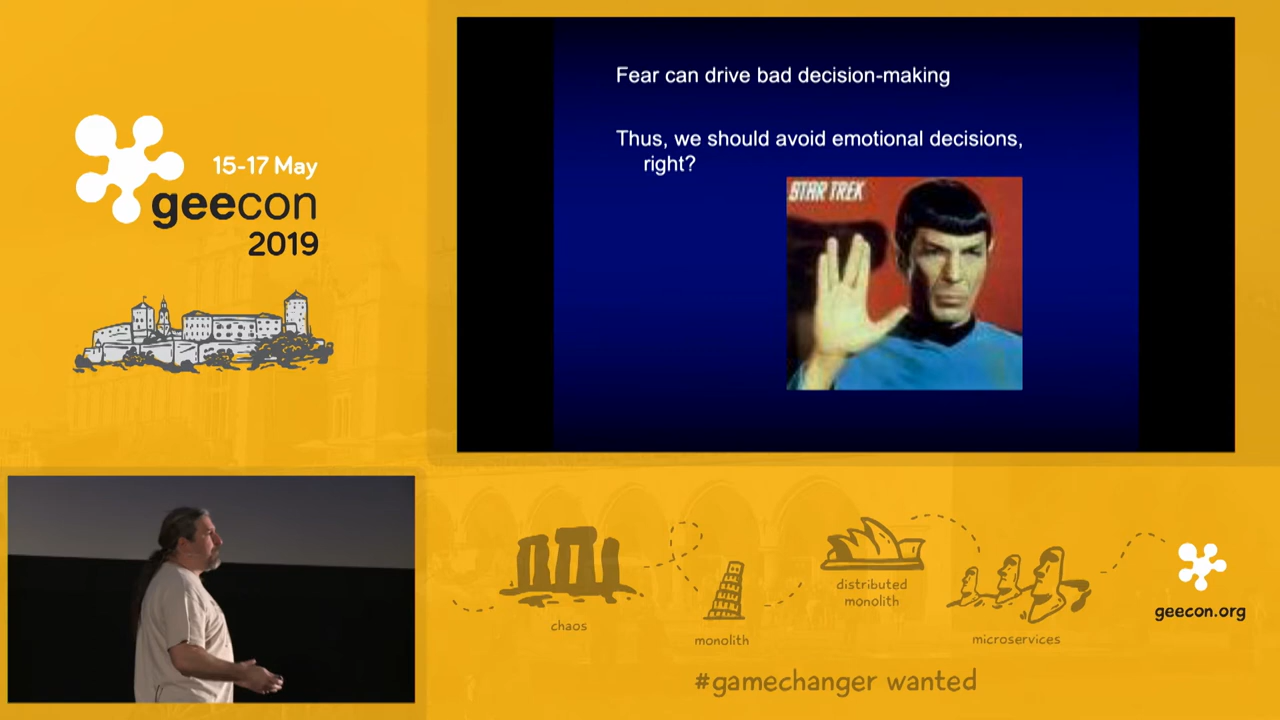 15-17 May
geecon
2019
Fear can drive bad decision-making
Thus, we should avoid emotional decisions,
right?
STAR TREK
chaos
monolith
distributed
monolith
microservices
geecon.org
#gamechanger wanted